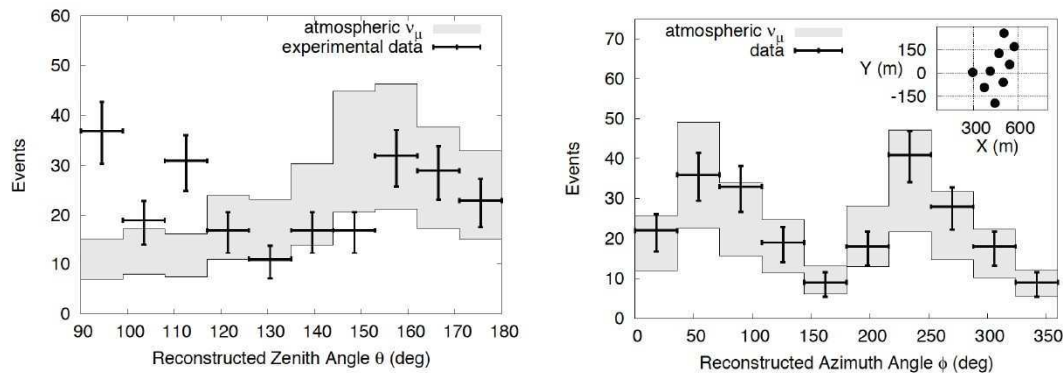 atmospheric νμ
experimental data
60
50
40
30
20
10
0
Events
90 100 110 120 130 140 150 160 170 180
Reconstructed Zenith Angle θ (deg)
atmospheric νμ
data
70
60
50
40
30
20
10
0
Events
0 50 100 150 200 250 300 350
Reconstructed Azimuth Angle ϕ (deg)
150
Y (m) 0
-150
300 600
X (m)